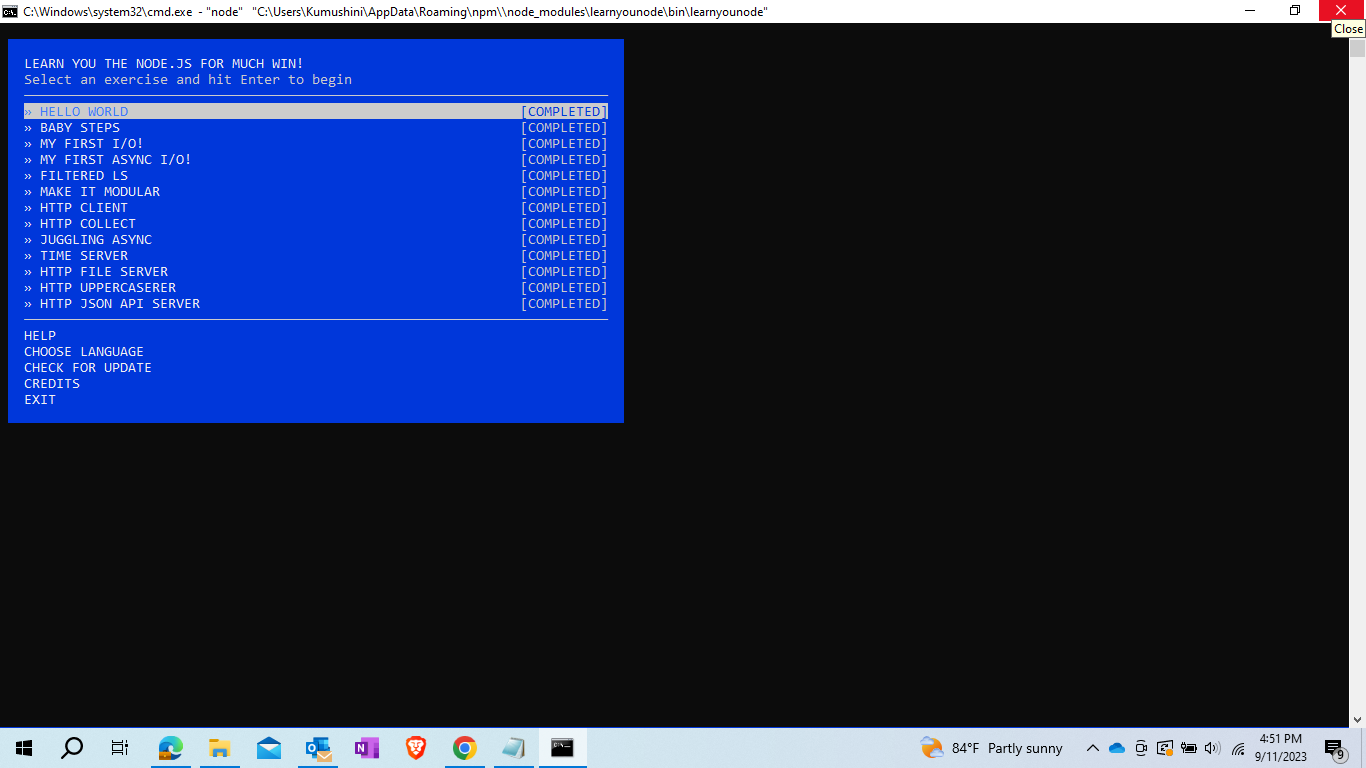 C:\Windows\system32\cmd.exe - "node" "C:\Users\Kumushini\AppData\Roaming\npm\\node_modules\learnyounode\bin\learnyounode"
Close
LEARN YOU THE NODE.JS FOR MUCH WIN!
Select an exercise and hit Enter to begin
» HELLO WORLD [COMPLETED]
» BABY STEPS [COMPLETED]
» MY FIRST I/O! [COMPLETED]
» MY FIRST ASYNC I/O! [COMPLETED]
» FILTERED LS [COMPLETED]
» MAKE IT MODULAR [COMPLETED]
» HTTP CLIENT [COMPLETED]
» HTTP COLLECT [COMPLETED]
» JUGGLING ASYNC [COMPLETED]
» TIME SERVER [COMPLETED]
» HTTP FILE SERVER [COMPLETED]
» HTTP UPPERCASERER [COMPLETED]
» HTTP JSON API SERVER [COMPLETED]
HELP
CHOOSE LANGUAGE
CHECK FOR UPDATE
CREDITS
EXIT
84°F Partly sunny
4:51 PM
9/11/2023
9